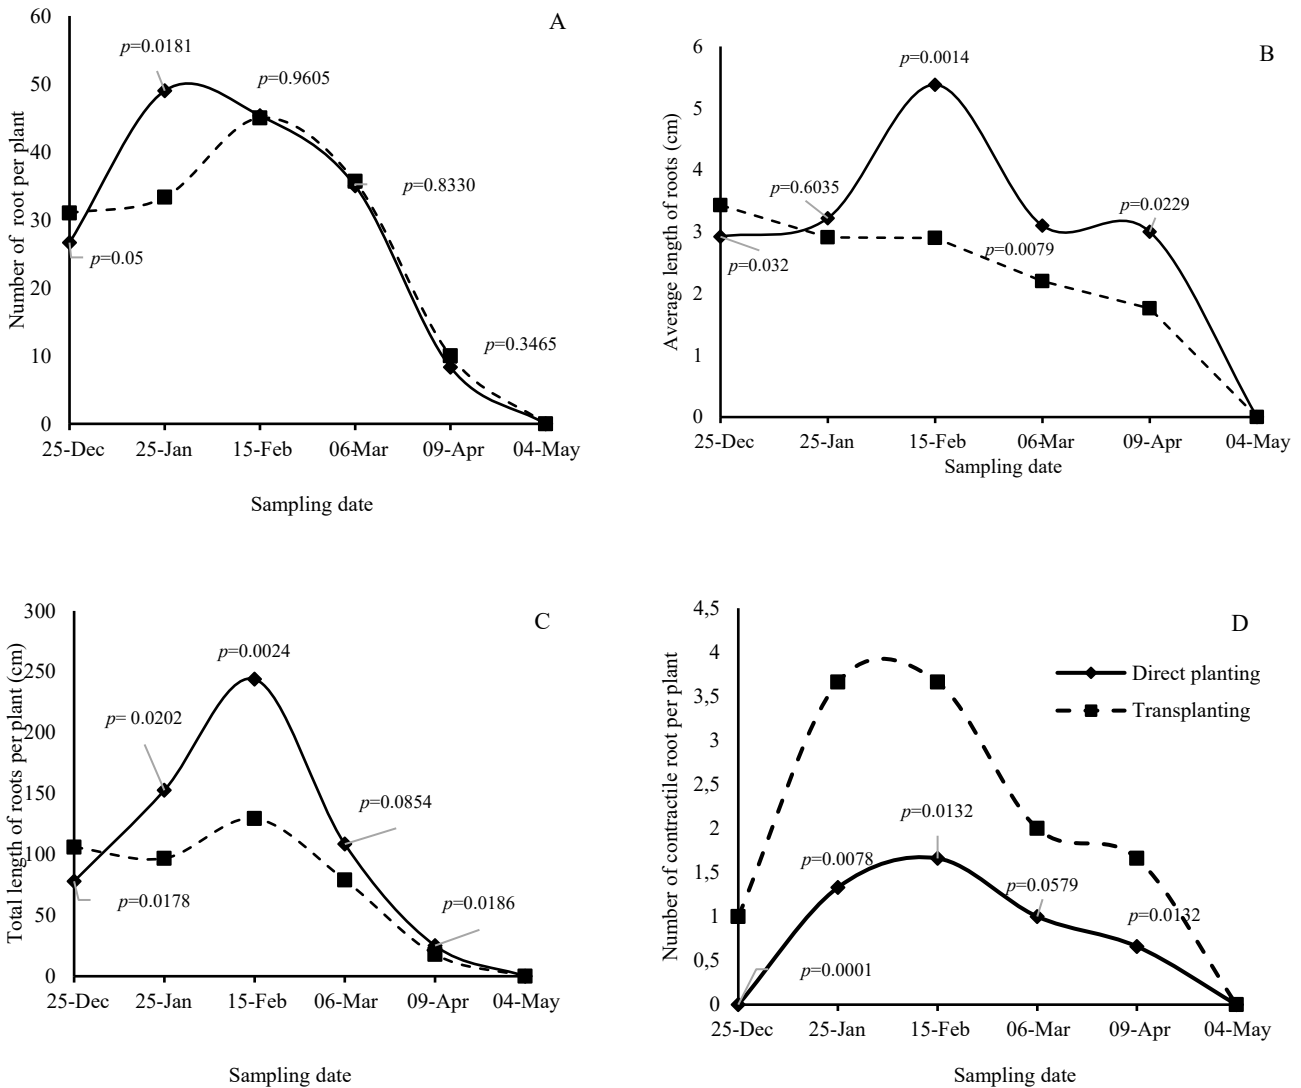 A
Number of root per plant
60
50
40
30
20
10
0
p=0.0181
p=0.9605
p=0.05
p=0.8330
p=0.3465
25-Dec 25-Jan 15-Feb 06-Mar 09-Apr 04-May
Sampling date
B
Average length of roots (cm)
6
5
4
3
2
1
0
p=0.0014
p=0.6035
p=0.0229
p=0.032
p=0.0079
25-Dec 25-Jan 15-Feb 06-Mar 09-Apr 04-May
Sampling date
C
Total length of roots per plant (cm)
300
250
200
150
100
50
0
p=0.0024
p= 0.0202
p=0.0854
p=0.0178
p=0.0186
25-Dec 25-Jan 15-Feb 06-Mar 09-Apr 04-May
Sampling date
D
Number of contractile root per plant
4,5
4
3,5
3
2,5
2
1,5
1
0,5
0
Direct planting
Transplanting
p=0.0132
p=0.0078
p=0.0579
p=0.0132
p=0.0001
25-Dec 25-Jan 15-Feb 06-Mar 09-Apr 04-May
Sampling date